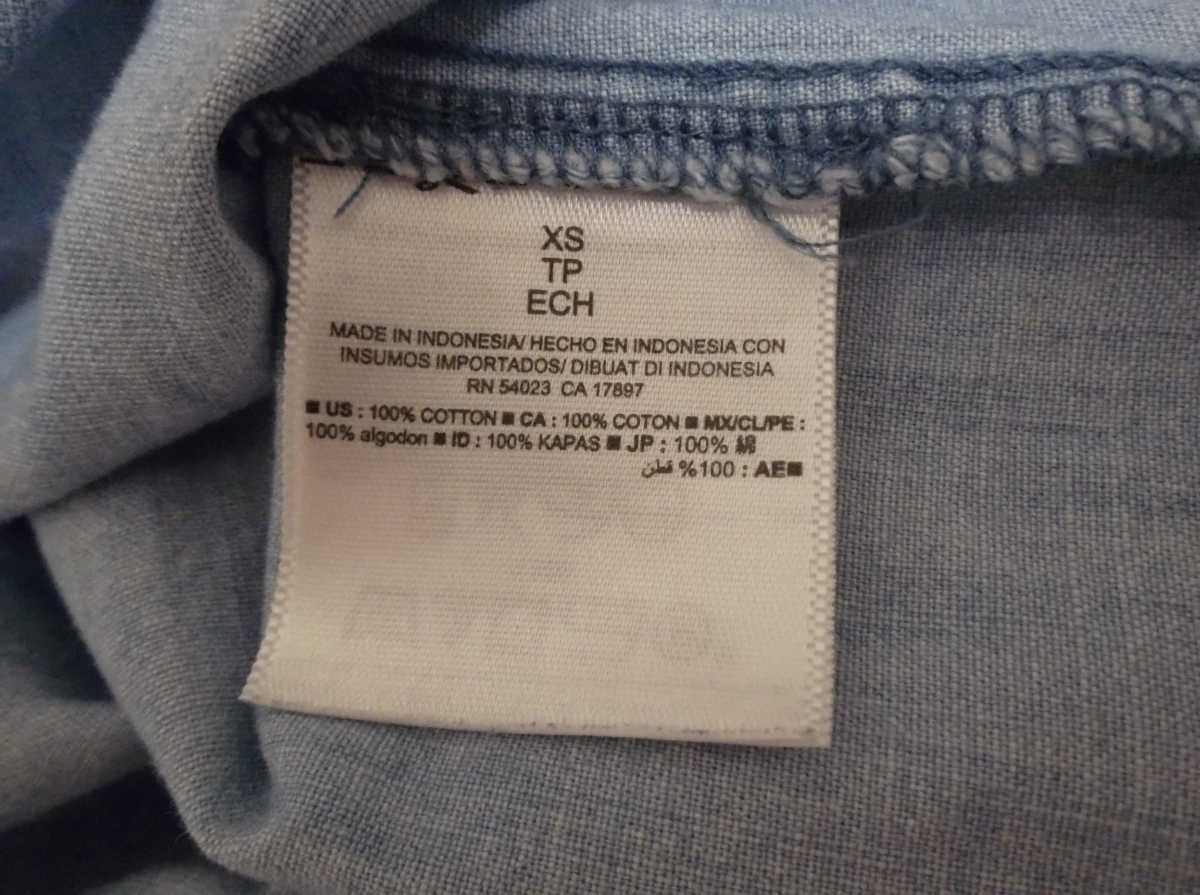 XS
TP
ECH
MADE IN INDONESIA/ HECHO EN INDONESIA CON
INSUMOS IMPORTADOS/ DIBUAT DI INDONESIA
RN 54023 CA 17897
■ US : 100% COTTON ■ CA : 100% COTON ■ MX/CL/PE :
100% algodon ■ ID : 100% KAPAS ■ JP : 100% 綿
■AE : 100% قطن